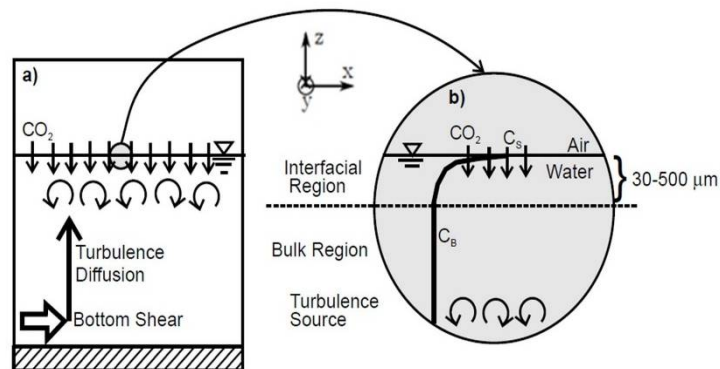 a)
CO2
Turbulence
Diffusion
Bottom Shear
z
x
y
b)
CO2
CS
Air
Water
Interfacial
Region
30-500 μm
CB
Bulk Region
Turbulence
Source